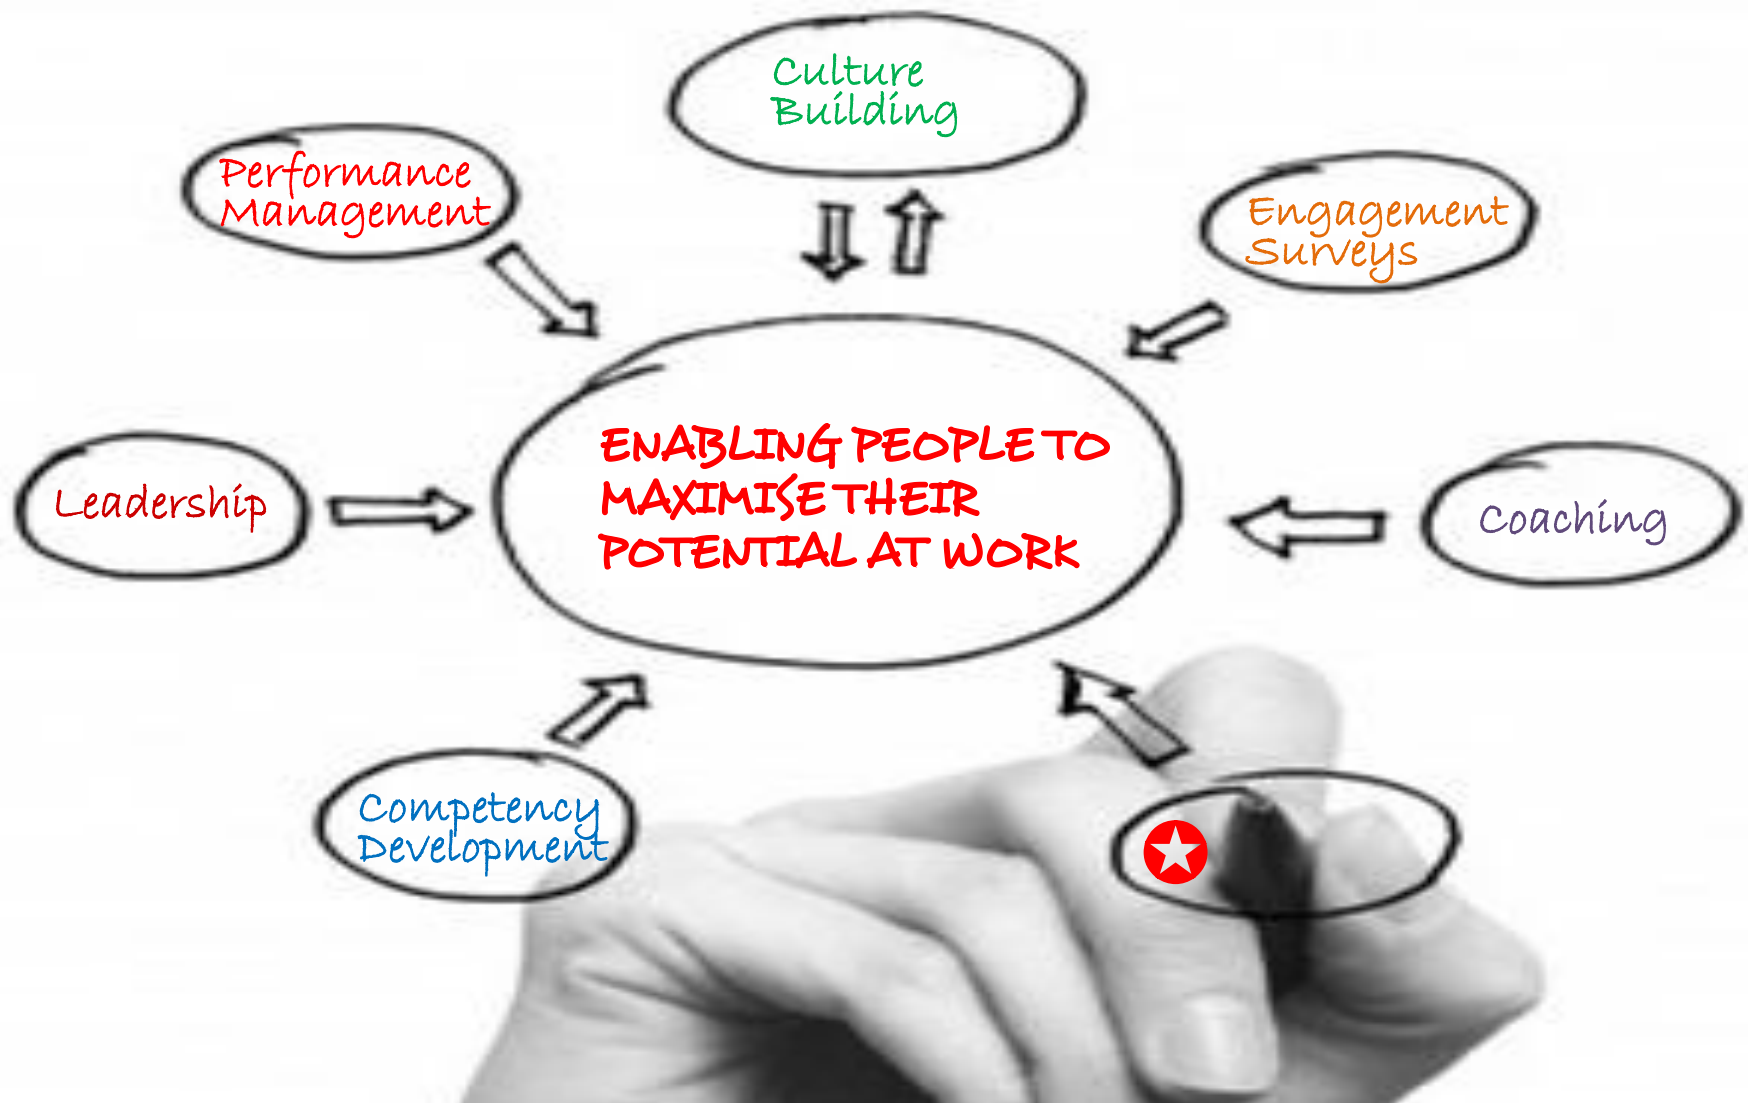 Culture
Building
Performance
Management
Engagement
Surveys
ENABLING PEOPLE TO
MAXIMISE THEIR
POTENTIAL AT WORK
Leadership
Coaching
Competency
Development